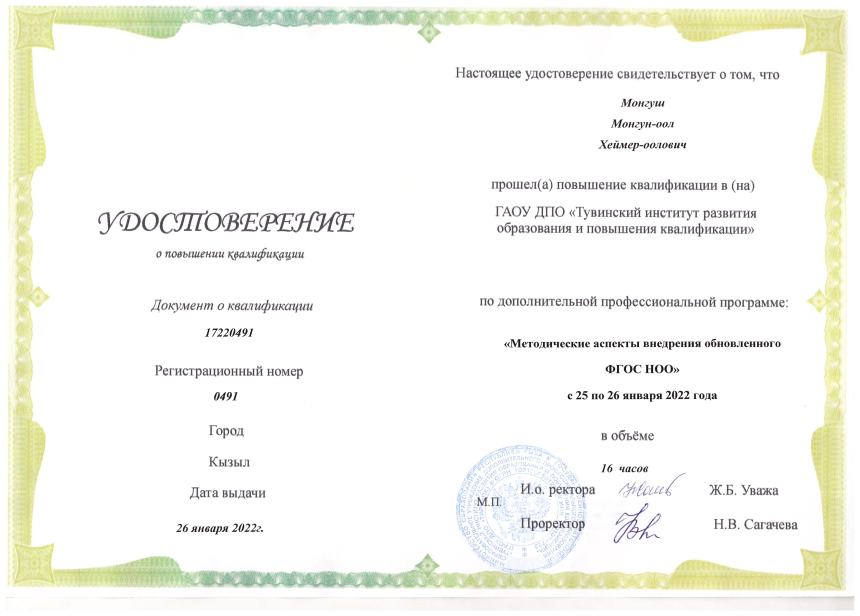 УДОСТОВЕРЕНИЕ
о повышении квалификации
Документ о квалификации
17220491
Регистрационный номер
0491
Город
Кызыл
Дата выдачи
26 января 2022г.
Настоящее удостоверение свидетельствует о том, что
Монгуш
Монгун-оол
Хеймер-оолович
прошел(а) повышение квалификации в (на)
ГАОУ ДПО «Тувинский институт развития
образования и повышения квалификации»
по дополнительной профессиональной программе:
«Методические аспекты внедрения обновленного
ФГОС НОО»
с 25 по 26 января 2022 года
в объёме
16 часов
М.П.
И.о. ректора Ж.Б. Уважа
Проректор Н.В. Сагачева